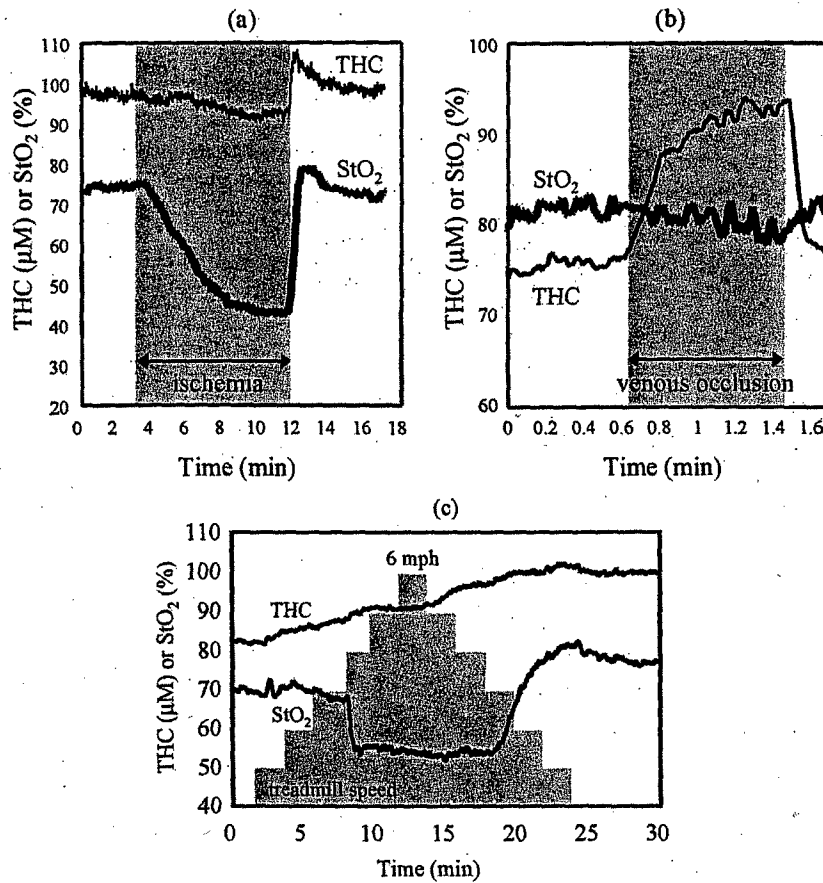 (a)
THC (µM) or StO₂ (%)
110
100
90
80
70
60
50
40
30
20
THC
StO₂
ischemia
0 2 4 6 8 10 12 14 16 18
Time (min)
(b)
THC (µM) or StO₂ (%)
100
90
80
70
60
StO₂
THC
venous occlusion
0 0.2 0.4 0.6 0.8 1 1.2 1.4 1.6
Time (min)
(c)
THC (µM) or StO₂ (%)
110
100
90
80
70
60
50
40
6 mph
THC
StO₂
treadmill speed
0 5 10 15 20 25 30
Time (min)